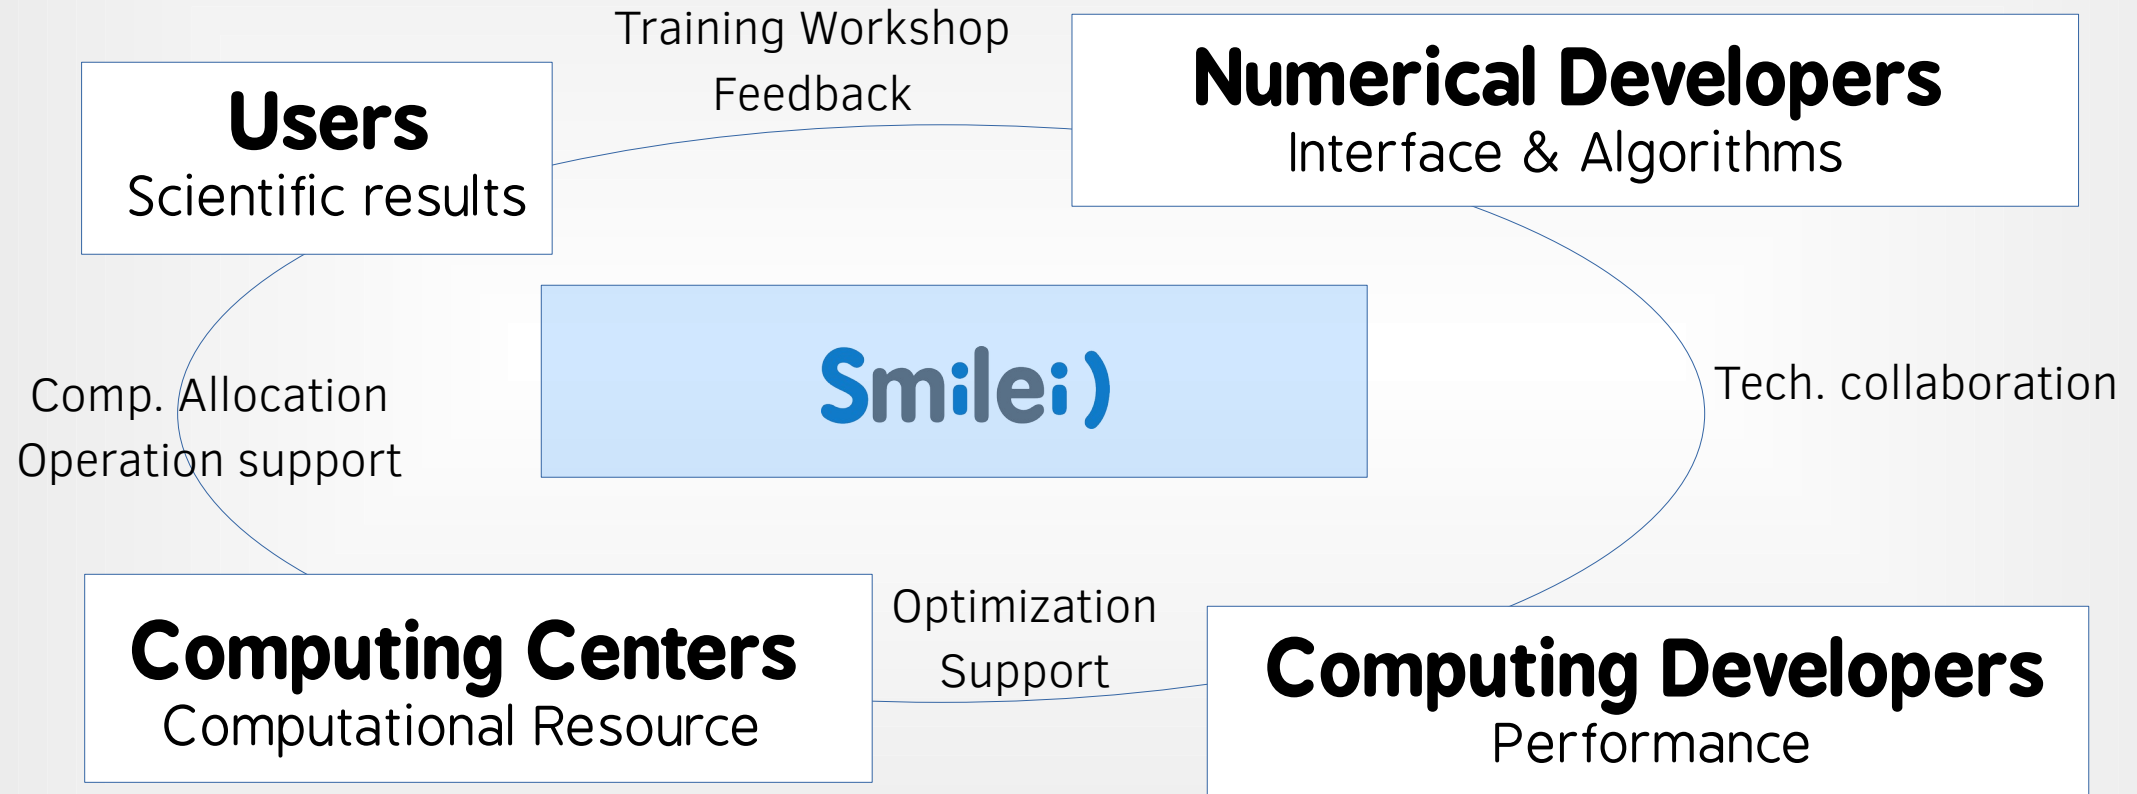 Training Workshop
Feedback
Users
Scientific results
Numerical Developers
Interface & Algorithms
Smilei)
Comp. Allocation
Operation support
Tech. collaboration
Optimization
Support
Computing Centers
Computational Resource
Computing Developers
Performance